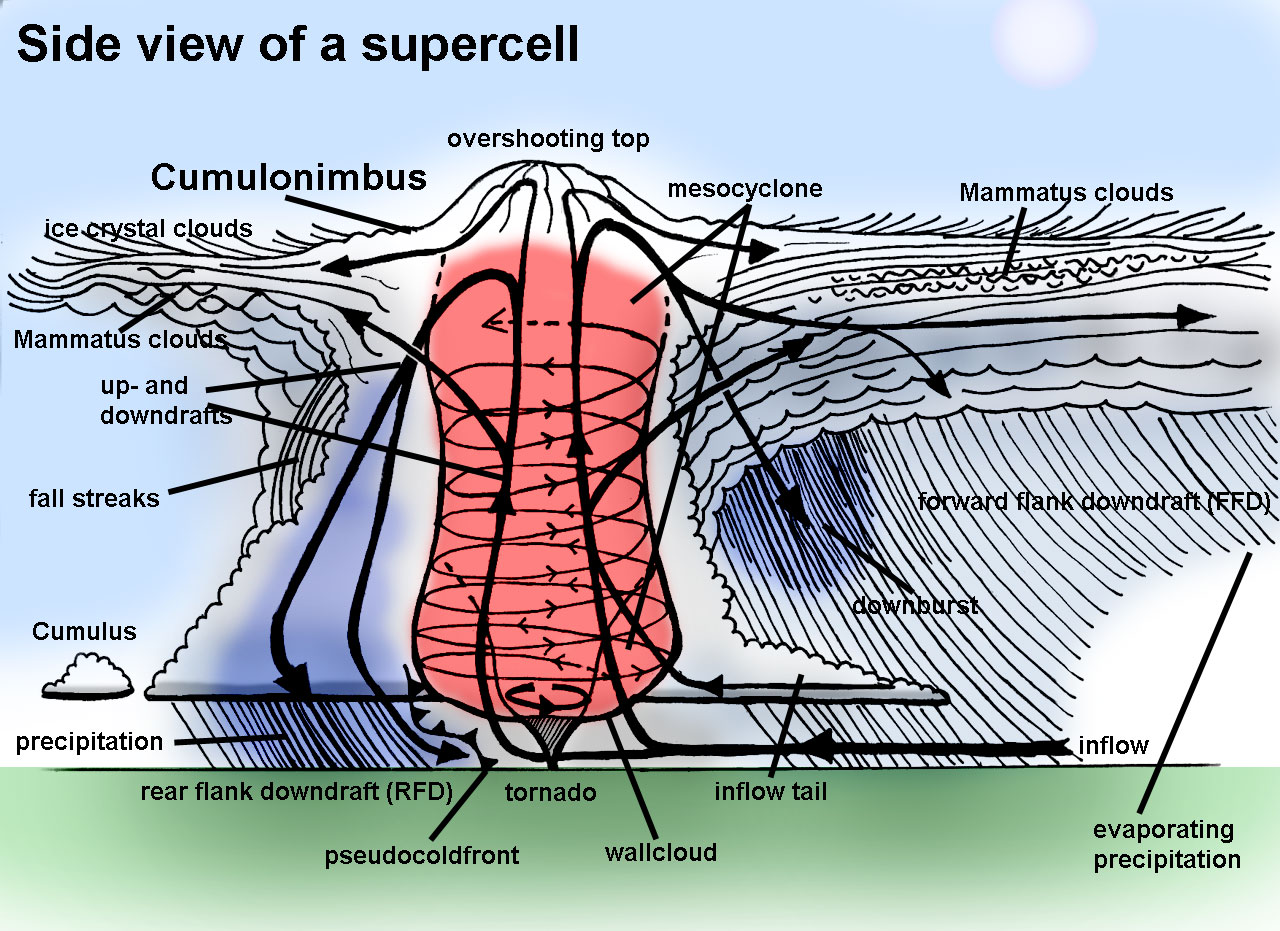 Side view of a supercell
overshooting top
Cumulonimbus
mesocyclone
Mammatus clouds
ice crystal clouds
Mammatus clouds
up- and
downdrafts
fall streaks
forward flank downdraft (FFD)
downburst
Cumulus
precipitation
inflow
rear flank downdraft (RFD)
tornado
inflow tail
pseudocoldfront
wallcloud
evaporating
precipitation